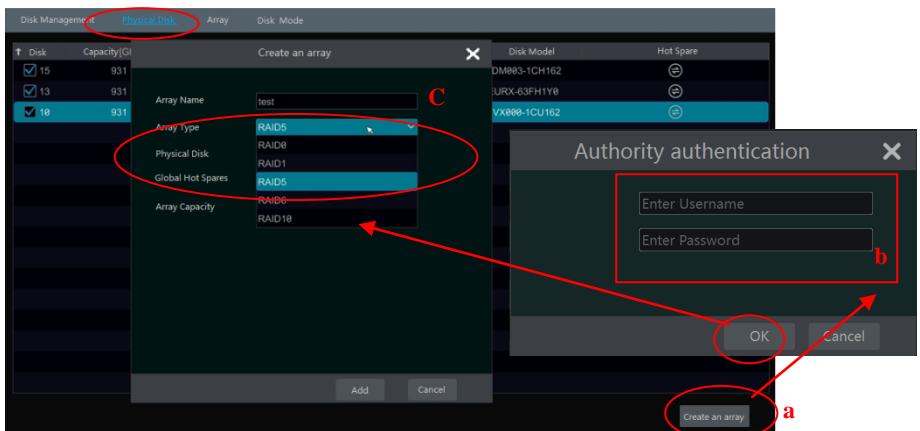 Disk Management Physical Disk Array Disk Mode
Disk Capacity[GI Disk Model Hot Spare
15 931 DM003-1CH162
13 931 EURX-63FH1Y0
10 931 VX000-1CU162
Create an array
Array Name test
C
Array Type RAID5
RAID0
Physical Disk
RAID1
Global Hot Spares
RAID5
RAID6
Array Capacity
RAID10
Add Cancel
Authority authentication
Enter Username
Enter Password
b
OK Cancel
Create an array
a